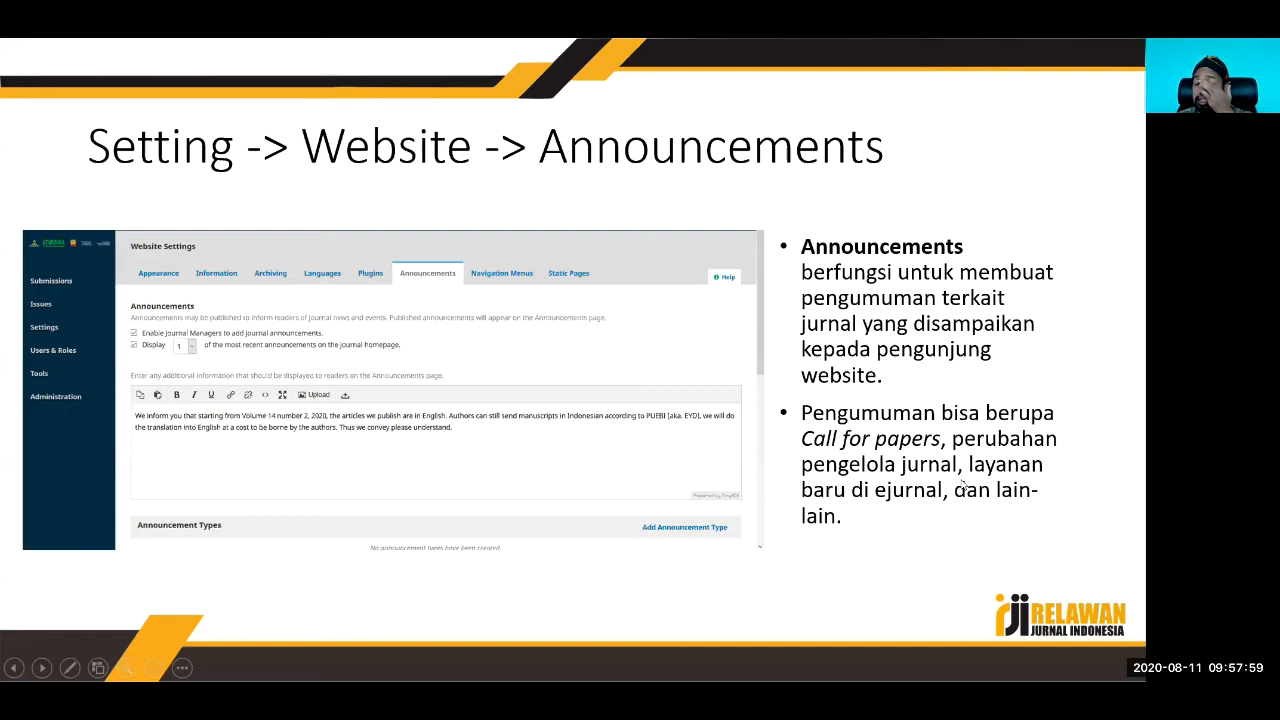 Setting -> Website -> Announcements
Website Settings
Submissions
Issues
Settings
Users & Roles
Tools
Administration
Appearance
Information
Archiving
Languages
Plugins
Announcements
Navigation Menus
Static Pages
Help
Announcements
Announcements may be published to inform readers of journal news and events. Published announcements will appear on the Announcements page.
Enable Journal Managers to add journal announcements.
Display 1 of the most recent announcements on the journal homepage.
Enter any additional information that should be displayed to readers on the Announcements page.
B I U Upload
We inform you that starting from Volume 14 number 2, 2020, the articles we publish are in English. Authors can still send manuscripts in Indonesian according to PUEBI (aka. EYD), we will do
the translation into English at a cost to be borne by the authors. Thus we convey please understand.
Powered by TinyMCE
Announcement Types
Add Announcement Type
No announcement types have been created.
• Announcements
berfungsi untuk membuat
pengumuman terkait
jurnal yang disampaikan
kepada pengunjung
website.
• Pengumuman bisa berupa
Call for papers, perubahan
pengelola jurnal, layanan
baru di ejurnal, dan lain-
lain.
rji RELAWAN
JURNAL INDONESIA
2020-08-11 09:57:59